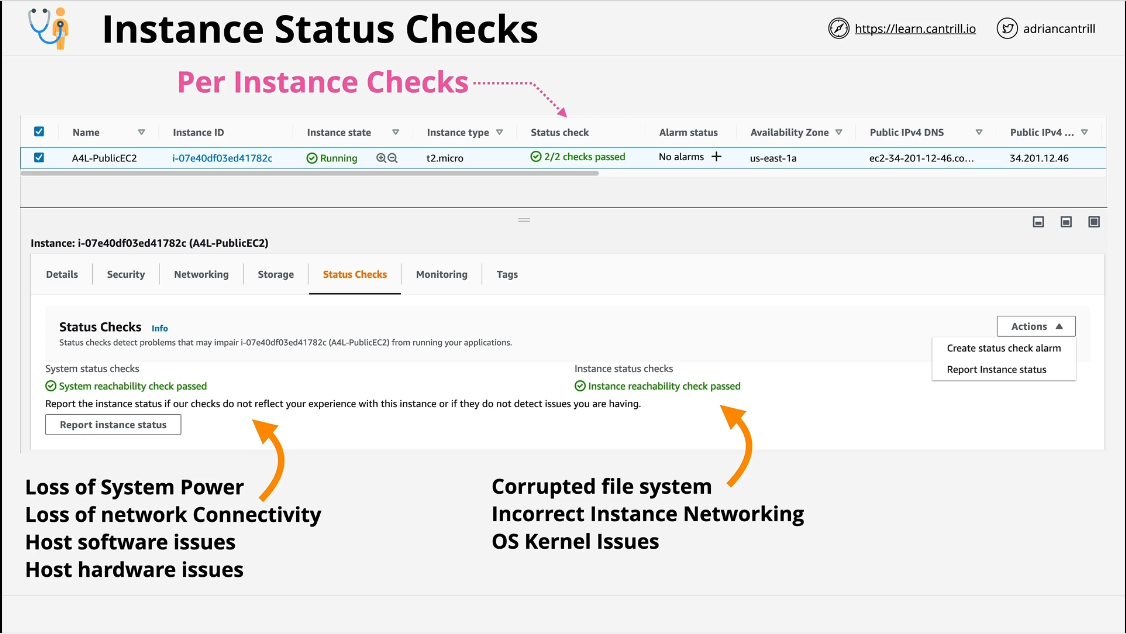 Instance Status Checks
https://learn.cantrill.io
adriancantrill
Per Instance Checks
Name Instance ID Instance state Instance type Status check Alarm status Availability Zone Public IPv4 DNS Public IPv4 ...
A4L-PublicEC2 i-07e40df03ed41782c Running t2.micro 2/2 checks passed No alarms + us-east-1a ec2-34-201-12-46.co... 34.201.12.46
Instance: i-07e40df03ed41782c (A4L-PublicEC2)
Details Security Networking Storage Status Checks Monitoring Tags
Status Checks Info
Actions
Status checks detect problems that may impair i-07e40df03ed41782c (A4L-PublicEC2) from running your applications.
Create status check alarm
Report Instance status
System status checks
System reachability check passed
Instance status checks
Instance reachability check passed
Report the instance status if our checks do not reflect your experience with this instance or if they do not detect issues you are having.
Report instance status
Loss of System Power
Loss of network Connectivity
Host software issues
Host hardware issues
Corrupted file system
Incorrect Instance Networking
OS Kernel Issues